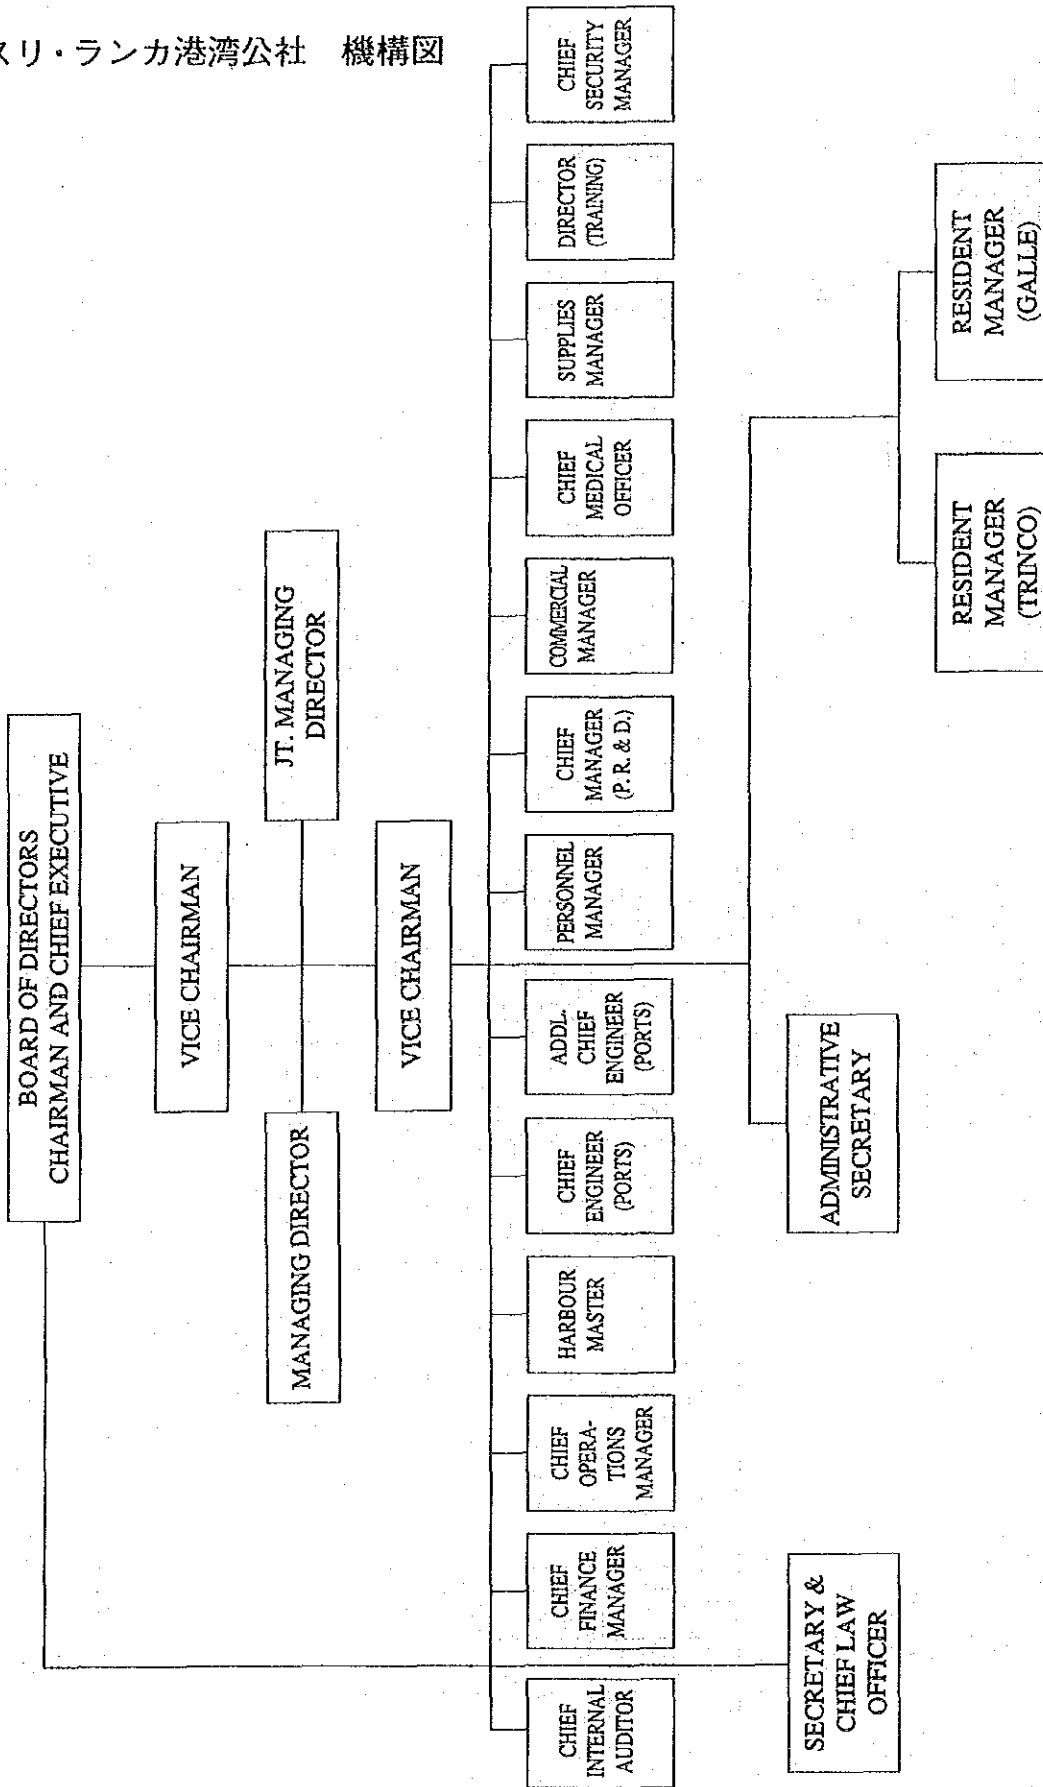 スリ・ランカ港湾公社　機構図
BOARD OF DIRECTORS
CHAIRMAN AND CHIEF EXECUTIVE
VICE CHAIRMAN
MANAGING DIRECTOR
JT. MANAGING
DIRECTOR
VICE CHAIRMAN
CHIEF
INTERNAL
AUDITOR
CHIEF
FINANCE
MANAGER
CHIEF
OPERA-
TIONS
MANAGER
HARBOUR
MASTER
CHIEF
ENGINEER
(PORTS)
ADDL.
CHIEF
ENGINEER
(PORTS)
PERSONNEL
MANAGER
CHIEF
MANAGER
(P. R. & D.)
COMMERCIAL
MANAGER
CHIEF
MEDICAL
OFFICER
SUPPLIES
MANAGER
DIRECTOR
(TRAINING)
CHIEF
SECURITY
MANAGER
SECRETARY &
CHIEF LAW
OFFICER
ADMINISTRATIVE
SECRETARY
RESIDENT
MANAGER
(TRINCO)
RESIDENT
MANAGER
(GALLE)